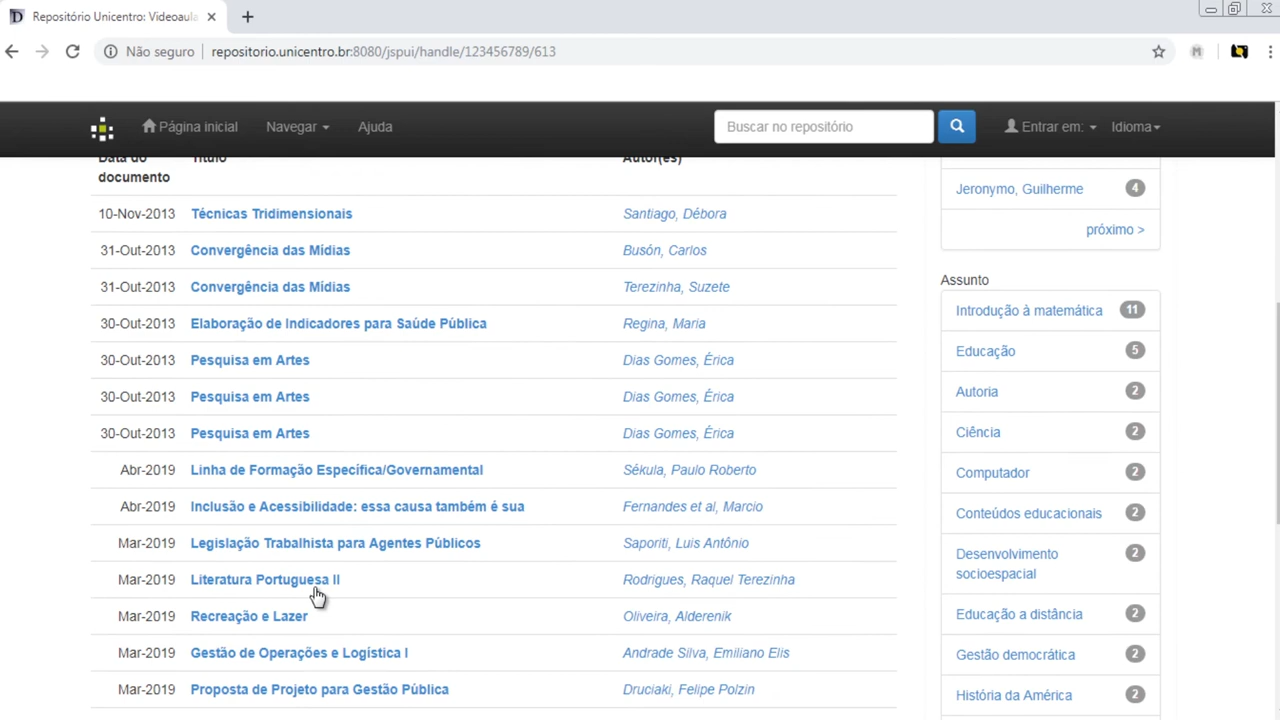 Repositório Unicentro: Videoaula
Não seguro
repositorio.unicentro.br:8080/jspui/handle/123456789/613
M
Página inicial
Navegar
Ajuda
Buscar no repositório
Entrar em:
Idioma
Data do documento
Título
Autor(es)
10-Nov-2013 Técnicas Tridimensionais Santiago, Débora
31-Out-2013 Convergência das Mídias Busón, Carlos
31-Out-2013 Convergência das Mídias Terezinha, Suzete
30-Out-2013 Elaboração de Indicadores para Saúde Pública Regina, Maria
30-Out-2013 Pesquisa em Artes Dias Gomes, Érica
30-Out-2013 Pesquisa em Artes Dias Gomes, Érica
30-Out-2013 Pesquisa em Artes Dias Gomes, Érica
Abr-2019 Linha de Formação Específica/Governamental Sékula, Paulo Roberto
Abr-2019 Inclusão e Acessibilidade: essa causa também é sua Fernandes et al, Marcio
Mar-2019 Legislação Trabalhista para Agentes Públicos Saporiti, Luis Antônio
Mar-2019 Literatura Portuguesa II Rodrigues, Raquel Terezinha
Mar-2019 Recreação e Lazer Oliveira, Alderenik
Mar-2019 Gestão de Operações e Logística I Andrade Silva, Emiliano Elis
Mar-2019 Proposta de Projeto para Gestão Pública Druciaki, Felipe Polzin
Jeronymo, Guilherme 4
próximo >
Assunto
Introdução à matemática 11
Educação 5
Autoria 2
Ciência 2
Computador 2
Conteúdos educacionais 2
Desenvolvimento 2
socioespacial
Educação a distância 2
Gestão democrática 2
História da América 2